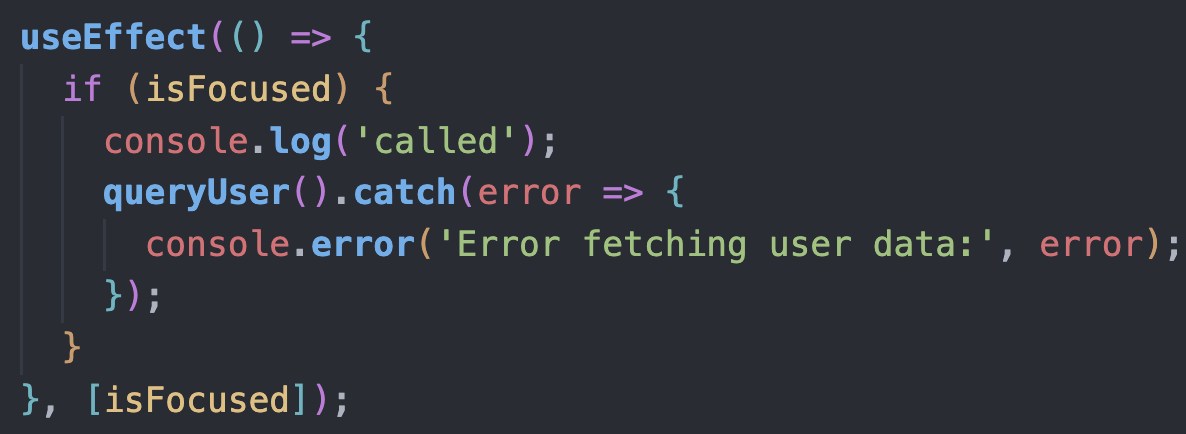 useEffect(() => {
  if (isFocused) {
    console.log('called');
    queryUser().catch(error => {
      console.error('Error fetching user data:', error);
    });
  }
}, [isFocused]);